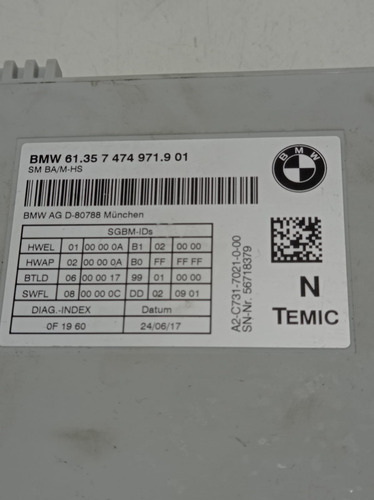 BMW 61.35 7 474 971.9 01
SM BA/M-HS
BMW
BMW AG D-80788 München
SGBM-IDs
HWEL 01 00 00 0A B1 02 00 00
HWAP 02 00 00 0A B0 FF FF FF
BTLD 06 00 00 17 99 01 00 00
SWFL 08 00 00 0C DD 02 09 01
DIAG.-INDEX Datum
0F 19 60 24/06/17
A2-C731-7021-0-00
SN-Nr. 56718379
N
TEMIC